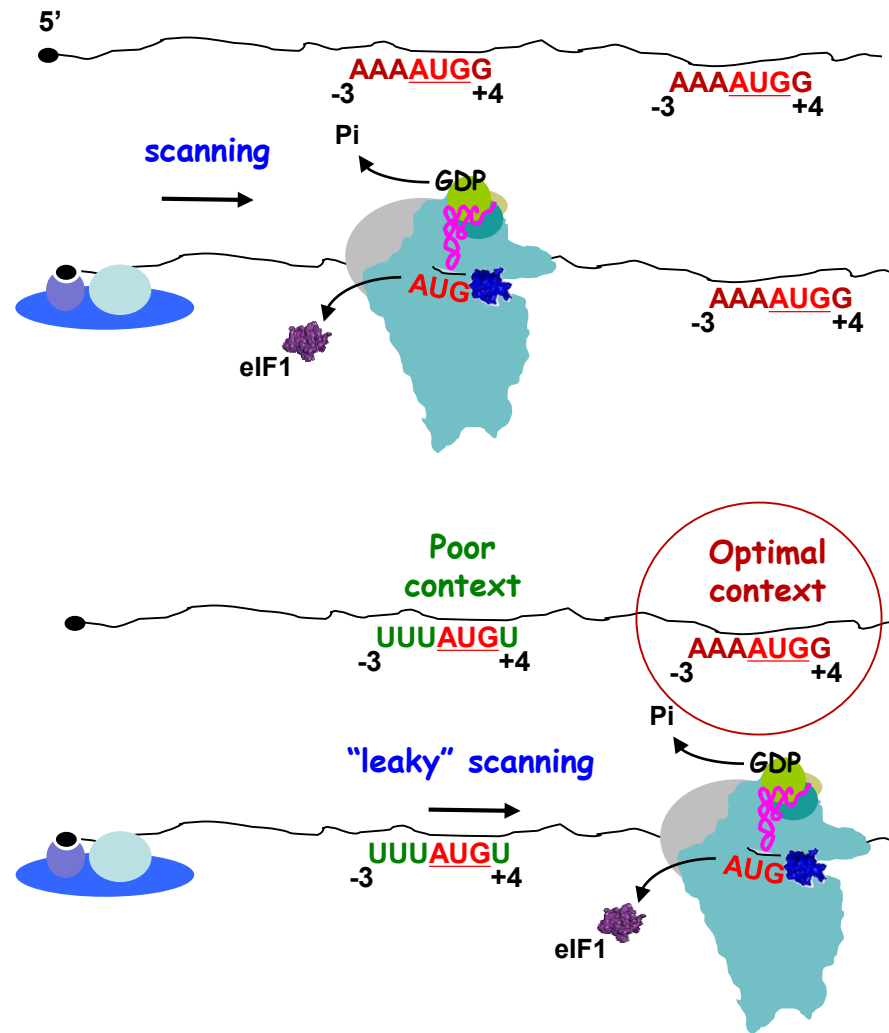 5’
AAAAUGG
-3 +4
AAAAUGG
-3 +4
scanning
Pi
GDP
AUG
eIF1
AAAAUGG
-3 +4
Poor
context
Optimal
context
UUUAUGU
-3 +4
AAAAUGG
-3 +4
Pi
GDP
“leaky” scanning
UUUAUGU
-3 +4
AUG
eIF1